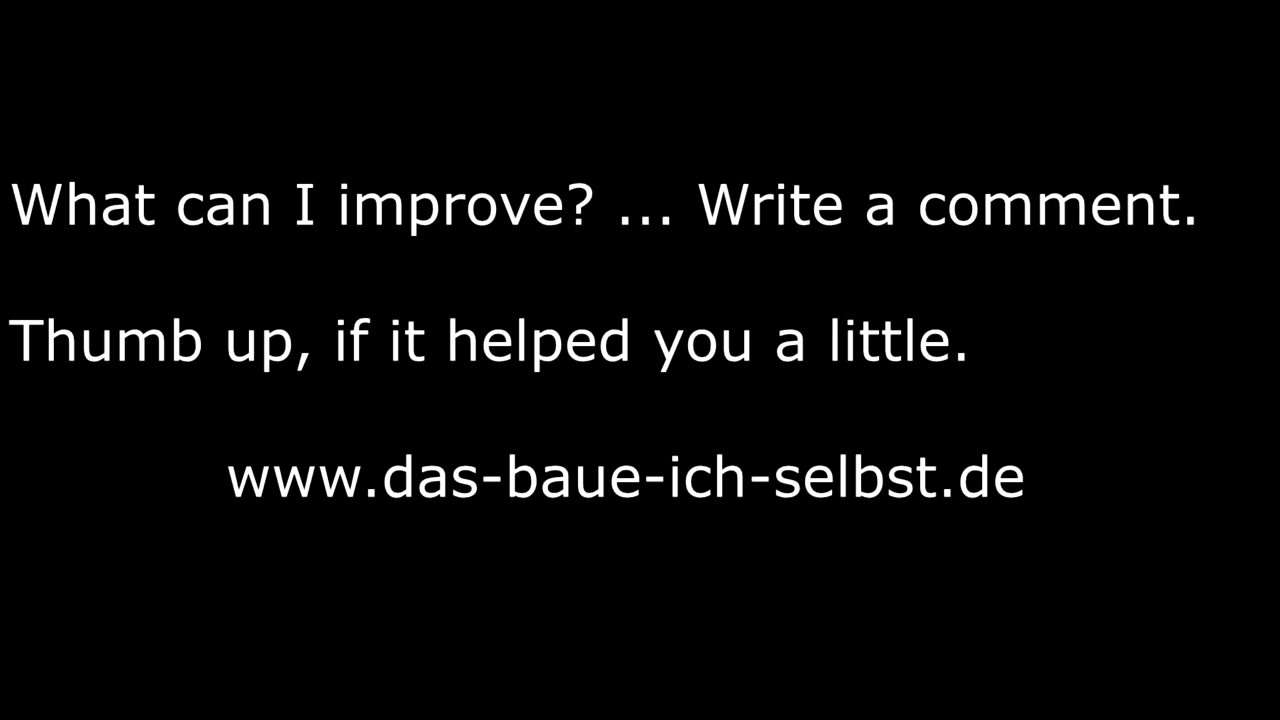 What can I improve? ... Write a comment.
Thumb up, if it helped you a little.
www.das-baue-ich-selbst.de